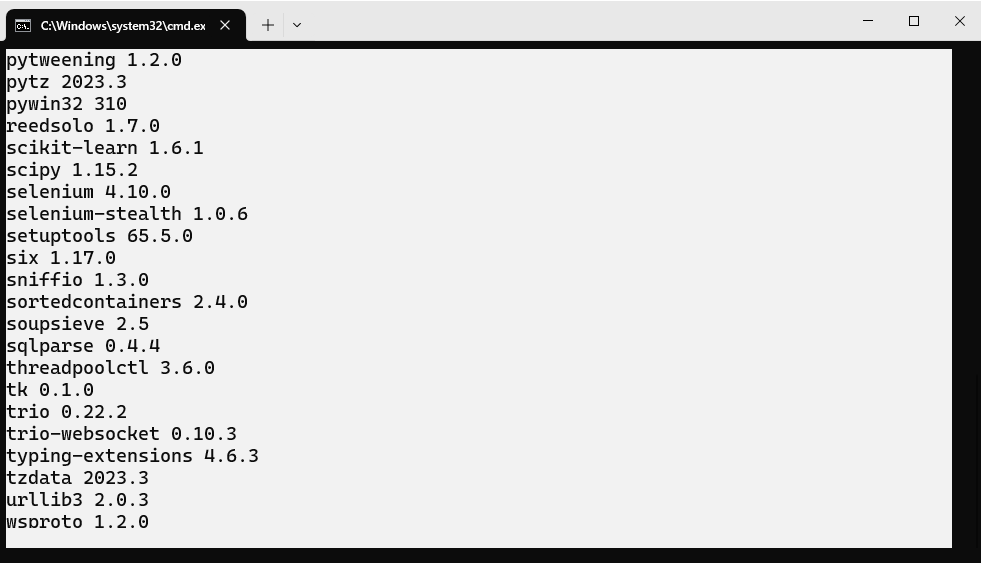 C:\Windows\system32\cmd.ex
pytweening 1.2.0
pytz 2023.3
pywin32 310
reedsolo 1.7.0
scikit-learn 1.6.1
scipy 1.15.2
selenium 4.10.0
selenium-stealth 1.0.6
setuptools 65.5.0
six 1.17.0
sniffio 1.3.0
sortedcontainers 2.4.0
soupsieve 2.5
sqlparse 0.4.4
threadpoolctl 3.6.0
tk 0.1.0
trio 0.22.2
trio-websocket 0.10.3
typing-extensions 4.6.3
tzdata 2023.3
urllib3 2.0.3
wsproto 1.2.0